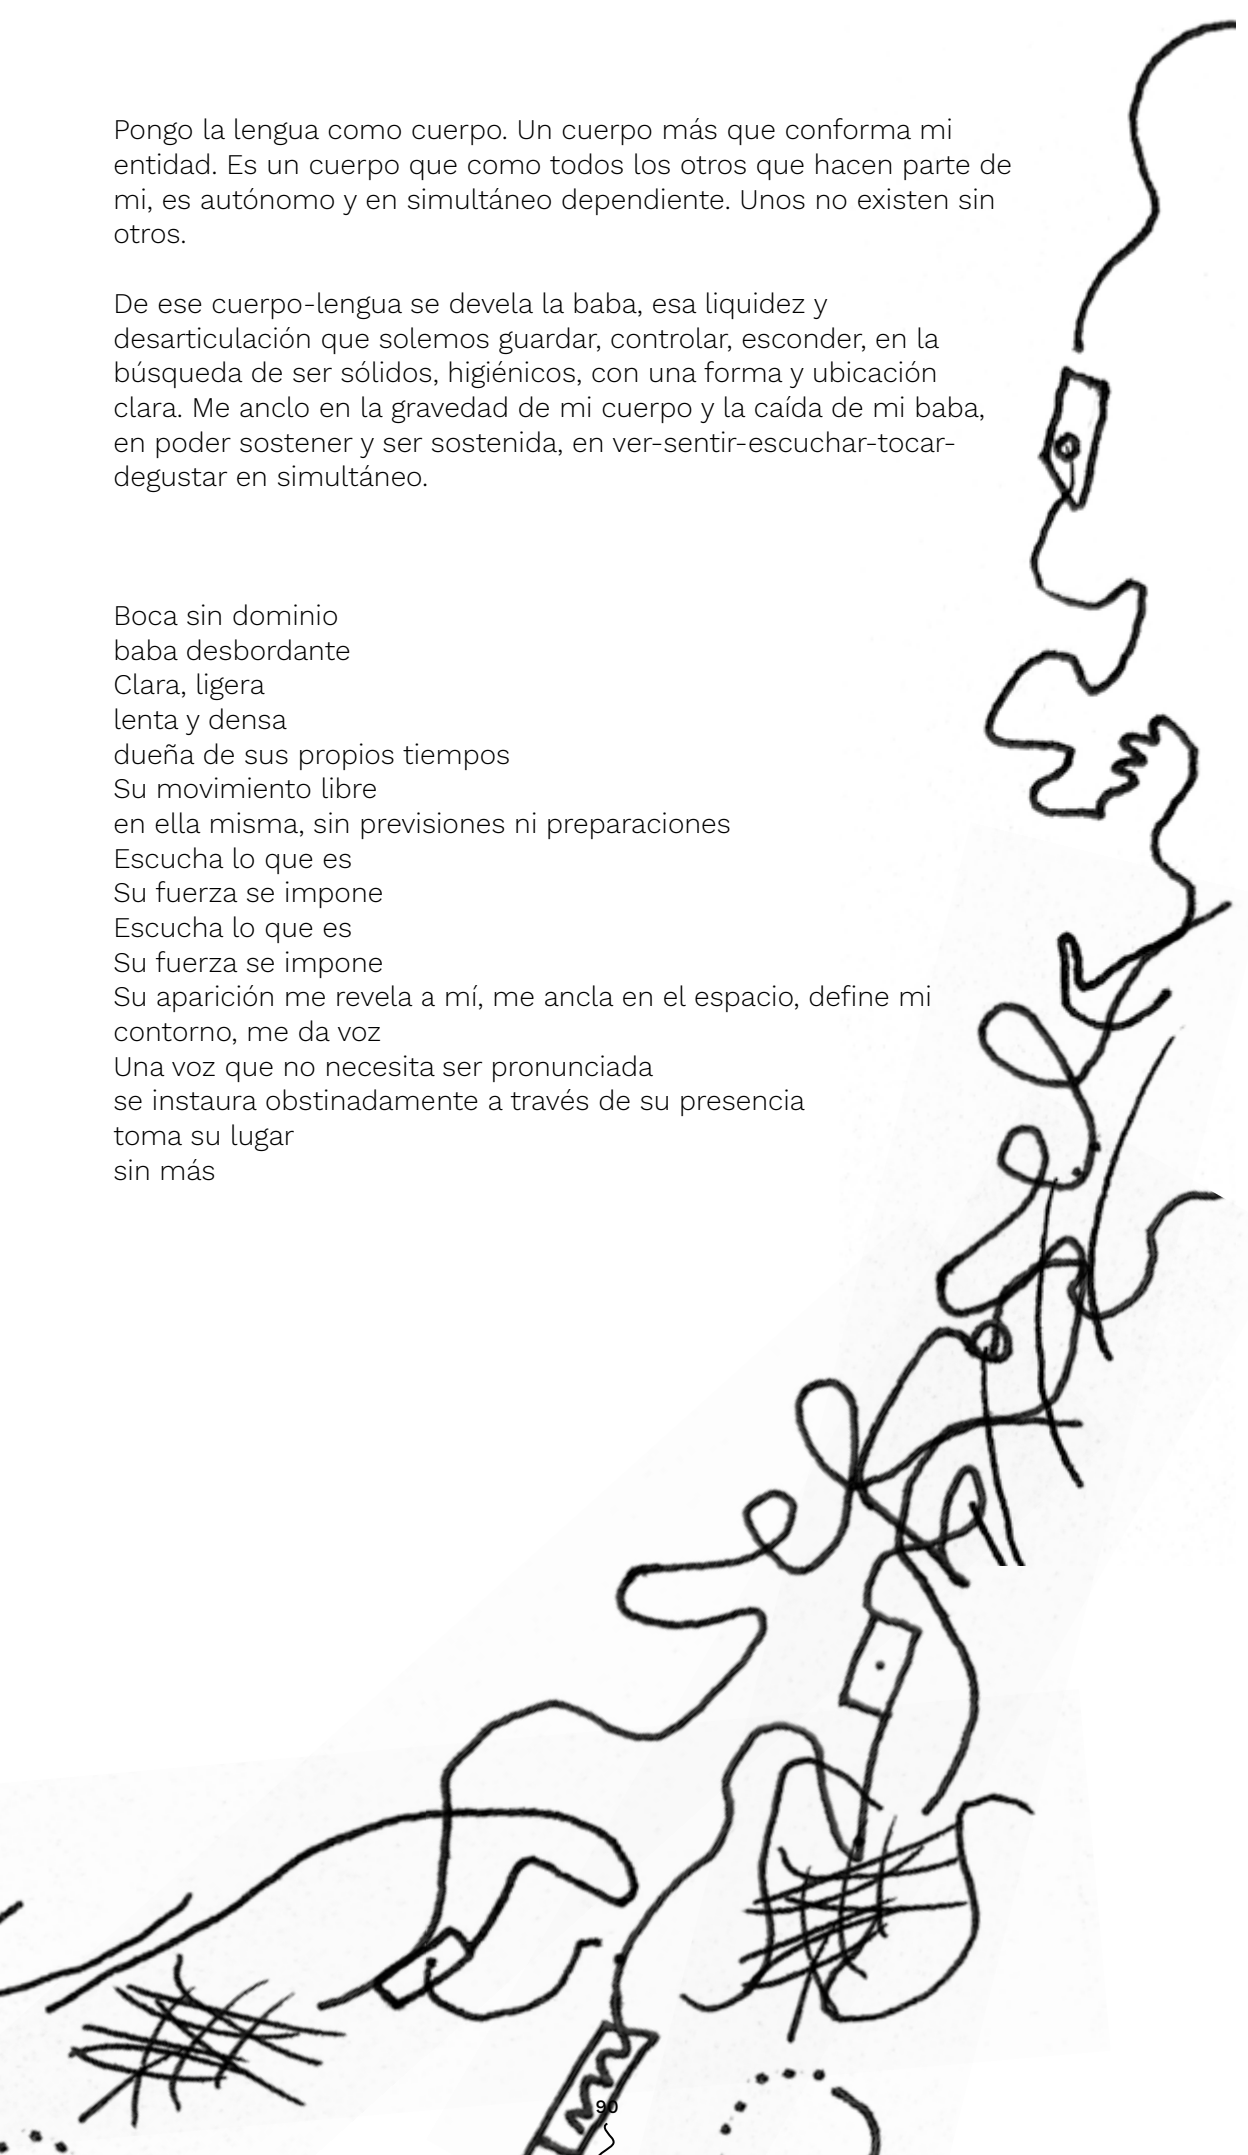 Pongo la lengua como cuerpo. Un cuerpo más que conforma mi
entidad. Es un cuerpo que como todos los otros que hacen parte de
mi, es autónomo y en simultáneo dependiente. Unos no existen sin
otros.
De ese cuerpo-lengua se devela la baba, esa liquidez y
desarticulación que solemos guardar, controlar, esconder, en la
búsqueda de ser sólidos, higiénicos, con una forma y ubicación
clara. Me anclo en la gravedad de mi cuerpo y la caída de mi baba,
en poder sostener y ser sostenida, en ver-sentir-escuchar-tocar-
degustar en simultáneo.
Boca sin dominio
baba desbordante
Clara, ligera
lenta y densa
dueña de sus propios tiempos
Su movimiento libre
en ella misma, sin previsiones ni preparaciones
Escucha lo que es
Su fuerza se impone
Escucha lo que es
Su fuerza se impone
Su aparición me revela a mí, me ancla en el espacio, define mi
contorno, me da voz
Una voz que no necesita ser pronunciada
se instaura obstinadamente a través de su presencia
toma su lugar
sin más
90